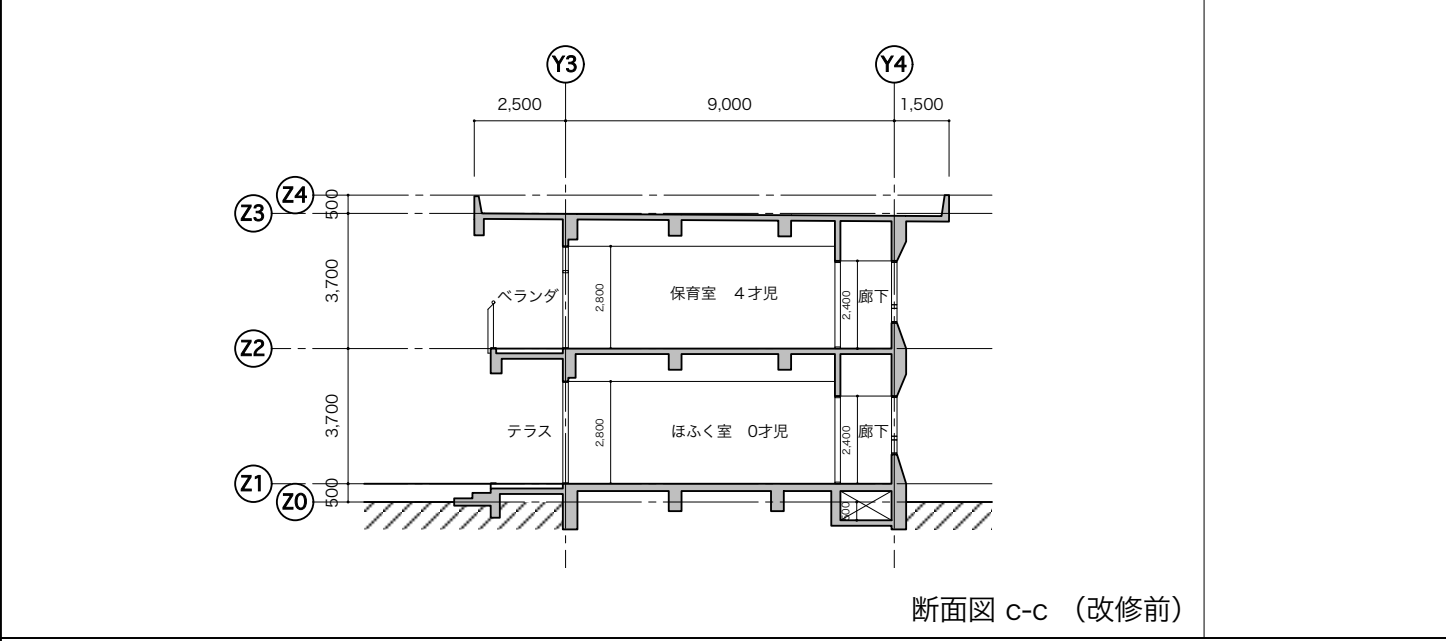 Y3
Y4
2,500
9,000
1,500
Z4
Z3
500
3,700
ベランダ
2,800
保育室　4才児
2,400
廊下
Z2
3,700
テラス
2,800
ほふく室　0才児
2,400
廊下
Z1
Z0
500
断面図 c-c （改修前）